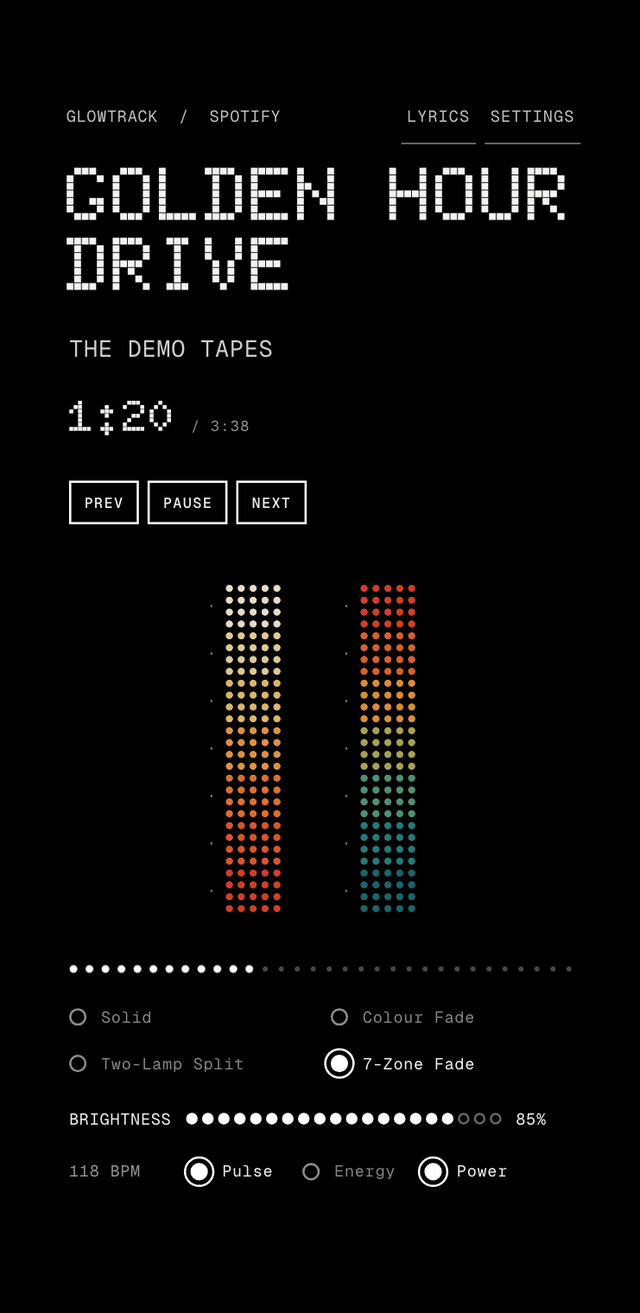 GLOWTRACK / SPOTIFY LYRICS SETTINGS
GOLDEN HOUR
DRIVE
THE DEMO TAPES
1:20 / 3:38
PREV PAUSE NEXT
Solid Colour Fade
Two-Lamp Split 7-Zone Fade
BRIGHTNESS 85%
118 BPM Pulse Energy Power